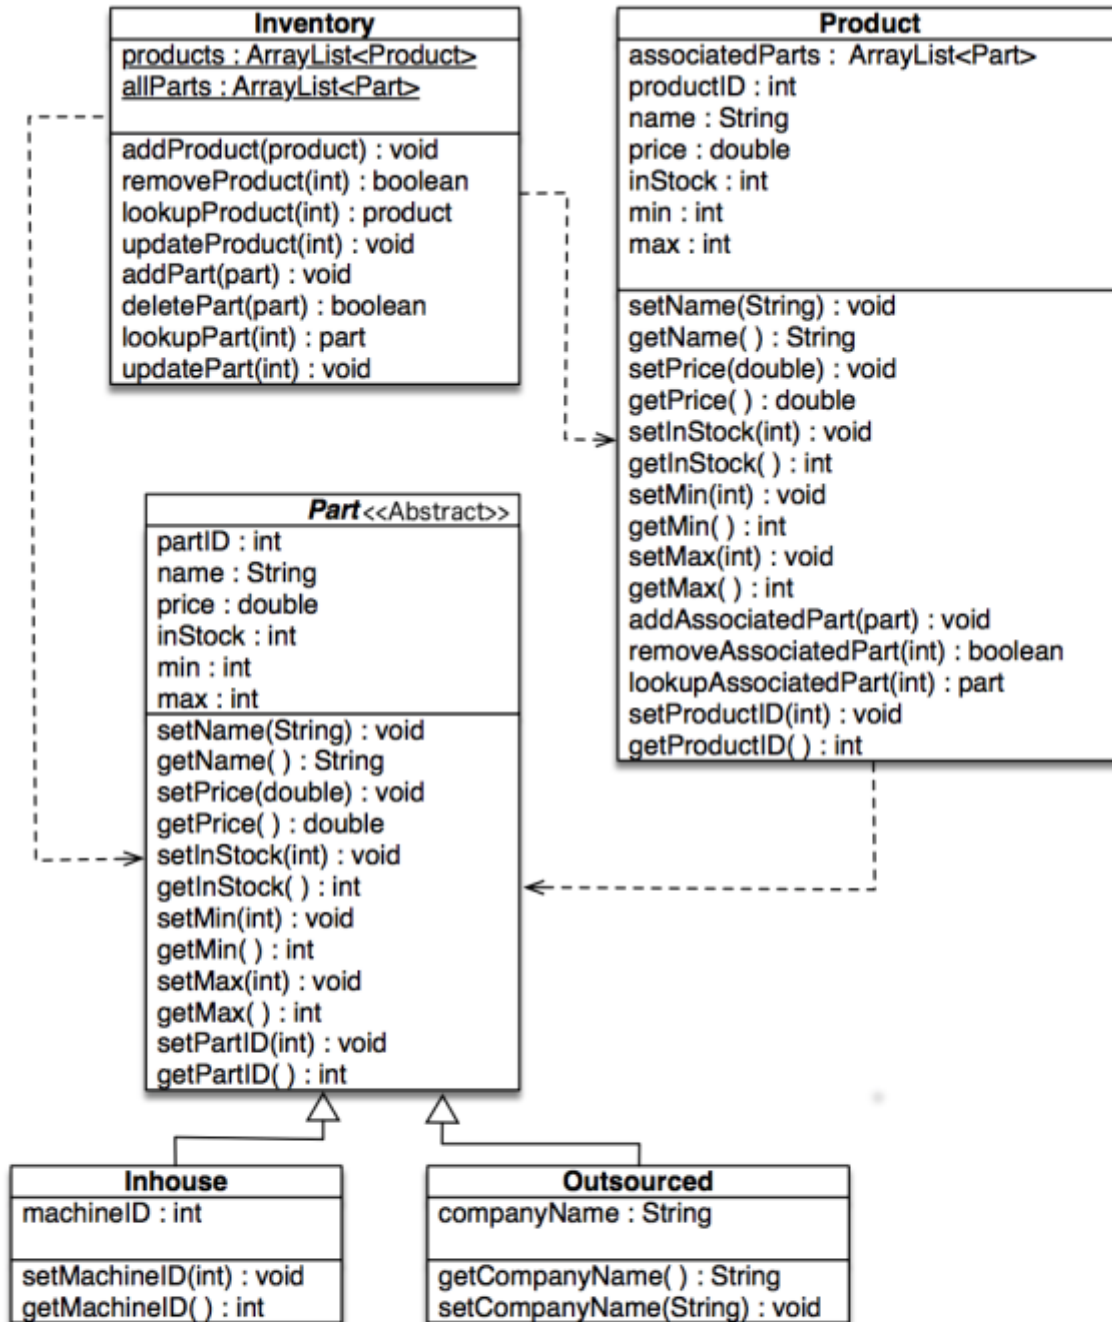 Inventory
products : ArrayList<Product>
allParts : ArrayList<Part>
addProduct(product) : void
removeProduct(int) : boolean
lookupProduct(int) : product
updateProduct(int) : void
addPart(part) : void
deletePart(part) : boolean
lookupPart(int) : part
updatePart(int) : void
Product
associatedParts : ArrayList<Part>
productID : int
name : String
price : double
inStock : int
min : int
max : int
setName(String) : void
getName( ) : String
setPrice(double) : void
getPrice( ) : double
setInStock(int) : void
getInStock( ) : int
setMin(int) : void
getMin( ) : int
setMax(int) : void
getMax( ) : int
addAssociatedPart(part) : void
removeAssociatedPart(int) : boolean
lookupAssociatedPart(int) : part
setProductID(int) : void
getProductID( ) : int
Part<<Abstract>>
partID : int
name : String
price : double
inStock : int
min : int
max : int
setName(String) : void
getName( ) : String
setPrice(double) : void
getPrice( ) : double
setInStock(int) : void
getInStock( ) : int
setMin(int) : void
getMin( ) : int
setMax(int) : void
getMax( ) : int
setPartID(int) : void
getPartID( ) : int
Inhouse
machineID : int
setMachineID(int) : void
getMachineID( ) : int
Outsourced
companyName : String
getCompanyName( ) : String
setCompanyName(String) : void